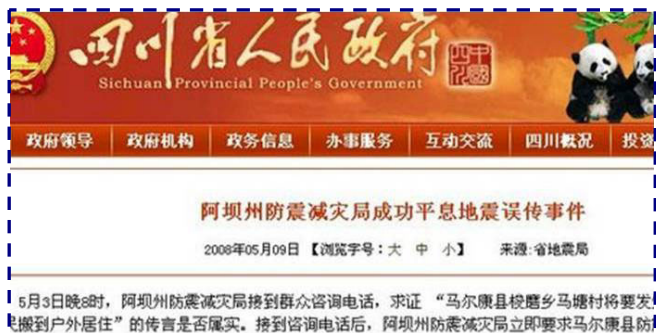 四川省人民政府
中國四川
Sichuan Provincial People's Government
政府领导 政府机构 政务信息 办事服务 互动交流 四川概况 投资
阿坝州防震减灾局成功平息地震误传事件
2008年05月09日 【浏览字号：大 中 小】 来源:省地震局
5月3日晚8时，阿坝州防震减灾局接到群众咨询电话，求证 “马尔康县梭磨乡马塘村将要发
搬到户外居住”的传言是否属实。接到咨询电话后，阿坝州防震减灾局立即要求马尔康县防